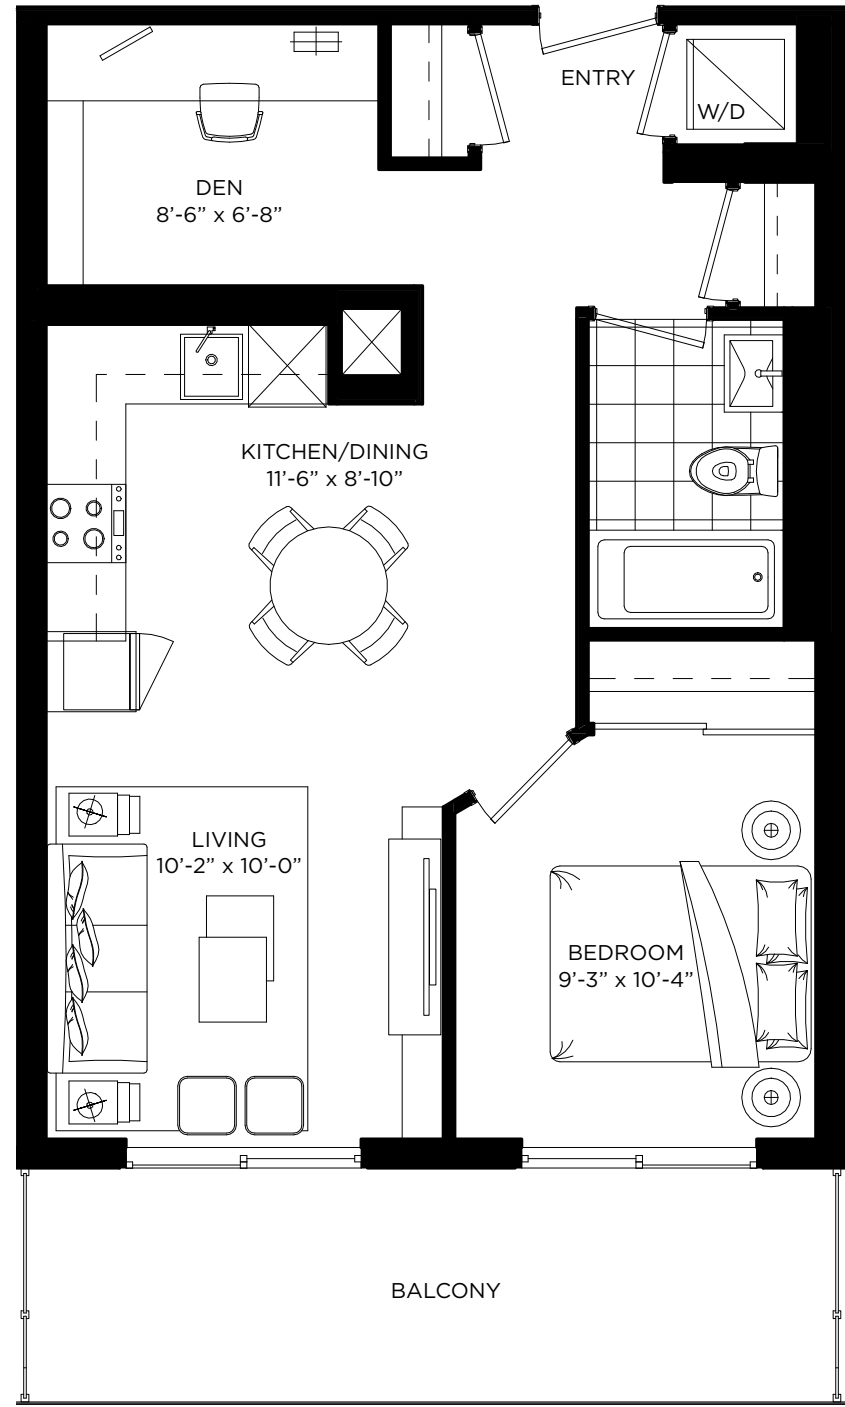 ENTRY
W/D
DEN
8’-6” x 6’-8”
KITCHEN/DINING
11’-6” x 8’-10”
LIVING
10’-2” x 10’-0”
BEDROOM
9’-3” x 10’-4”
BALCONY